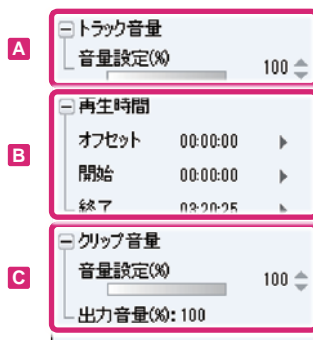 A
トラック音量
音量設定(%)
100
B
再生時間
オフセット 00:00:00
開始 00:00:00
終了 03:20:25
C
クリップ音量
音量設定(%)
100
出力音量(%): 100